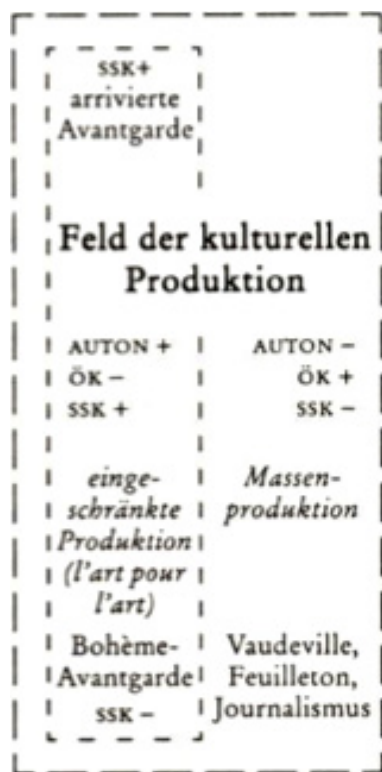 SSK+
arrivierte
Avantgarde
Feld der kulturellen
Produktion
AUTON + AUTON –
ÖK – ÖK +
SSK + SSK –
einge-
schränkte
Produktion
(l'art pour
l'art)
Massen-
produktion
Bohème-
Avantgarde
SSK –
Vaudeville,
Feuilleton,
Journalismus